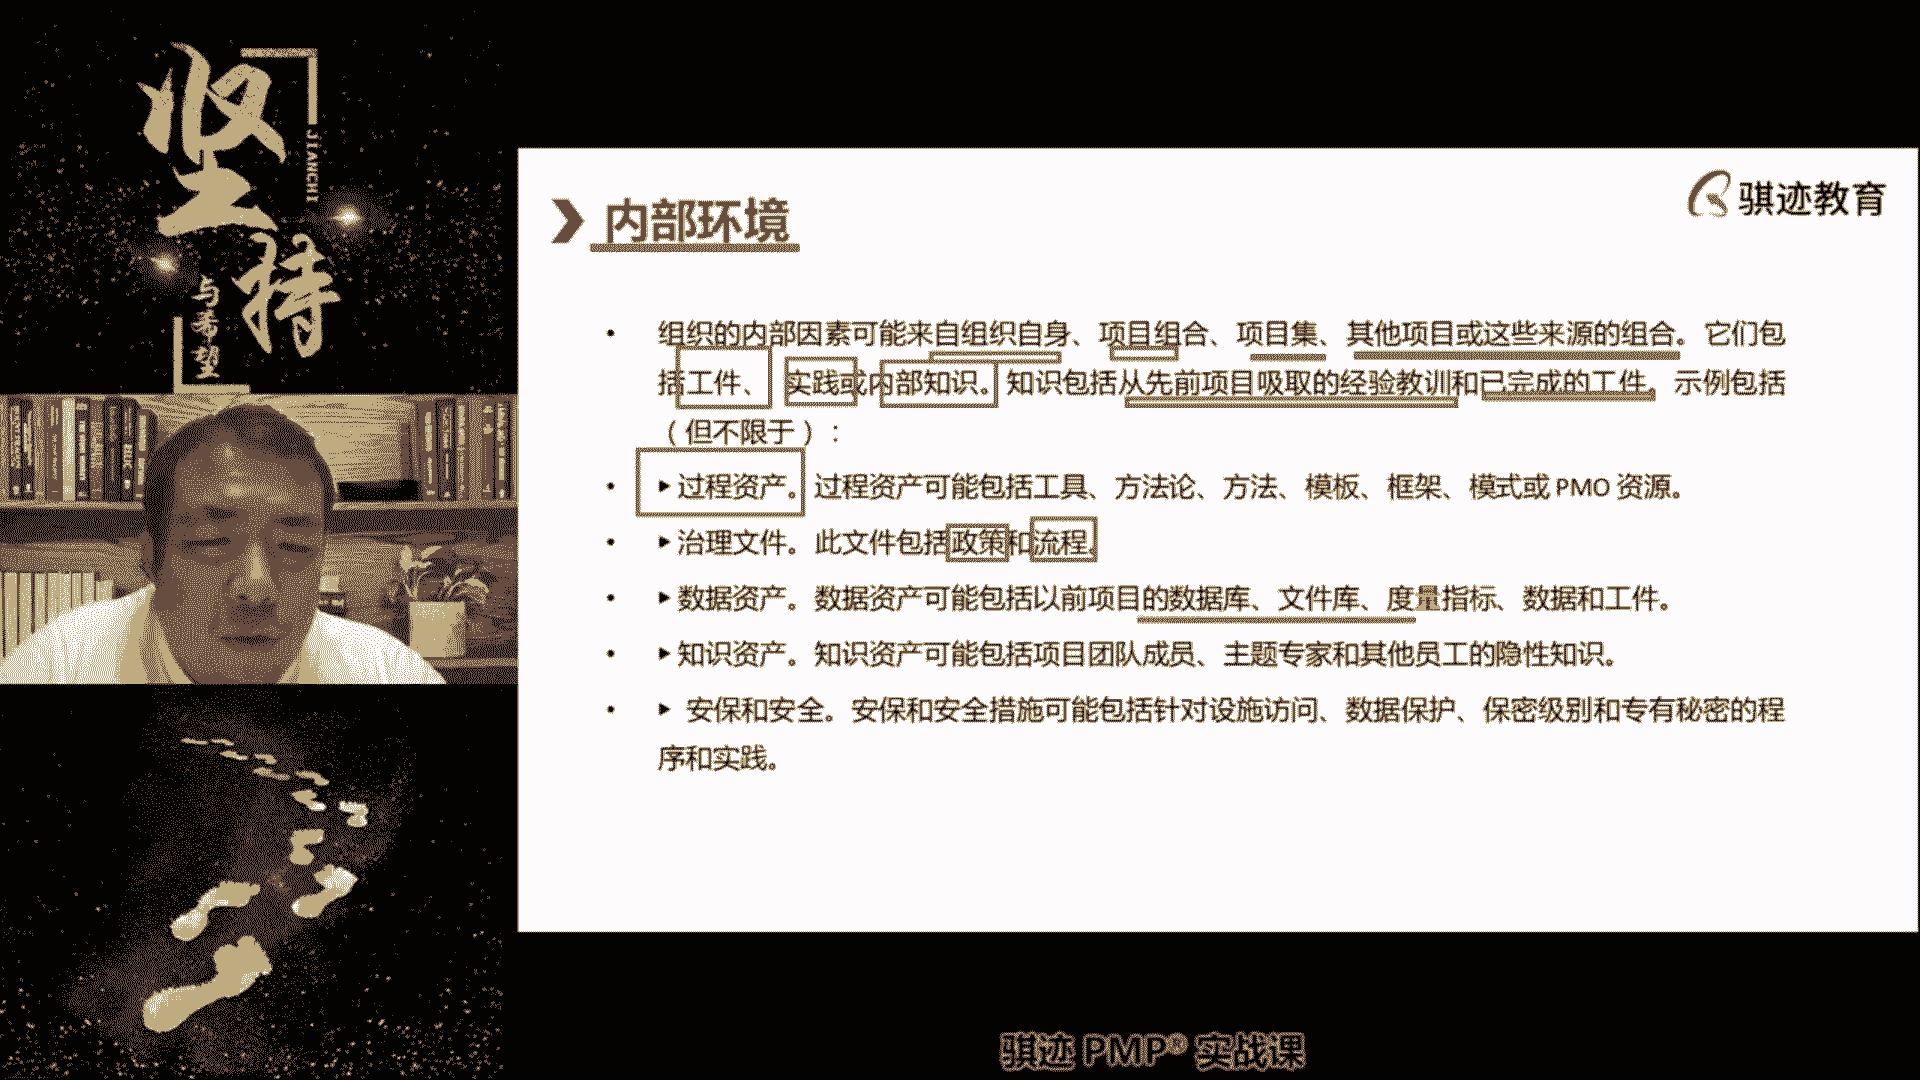 坚持
JIANCHI
与希望
骐迹教育
内部环境
• 组织的内部因素可能来自组织自身、项目组合、项目集、其他项目或这些来源的组合。它们包
括工件、实践或内部知识。知识包括从先前项目吸取的经验教训和已完成的工件。示例包括
（但不限于）：
• ▸过程资产。过程资产可能包括工具、方法论、方法、模板、框架、模式或 PMO 资源。
• ▸治理文件。此文件包括政策和流程。
• ▸数据资产。数据资产可能包括以前项目的数据库、文件库、度量指标、数据和工件。
• ▸知识资产。知识资产可能包括项目团队成员、主题专家和其他员工的隐性知识。
• ▸ 安保和安全。安保和安全措施可能包括针对设施访问、数据保护、保密级别和专有秘密的程
序和实践。
骐迹 PMP® 实战课